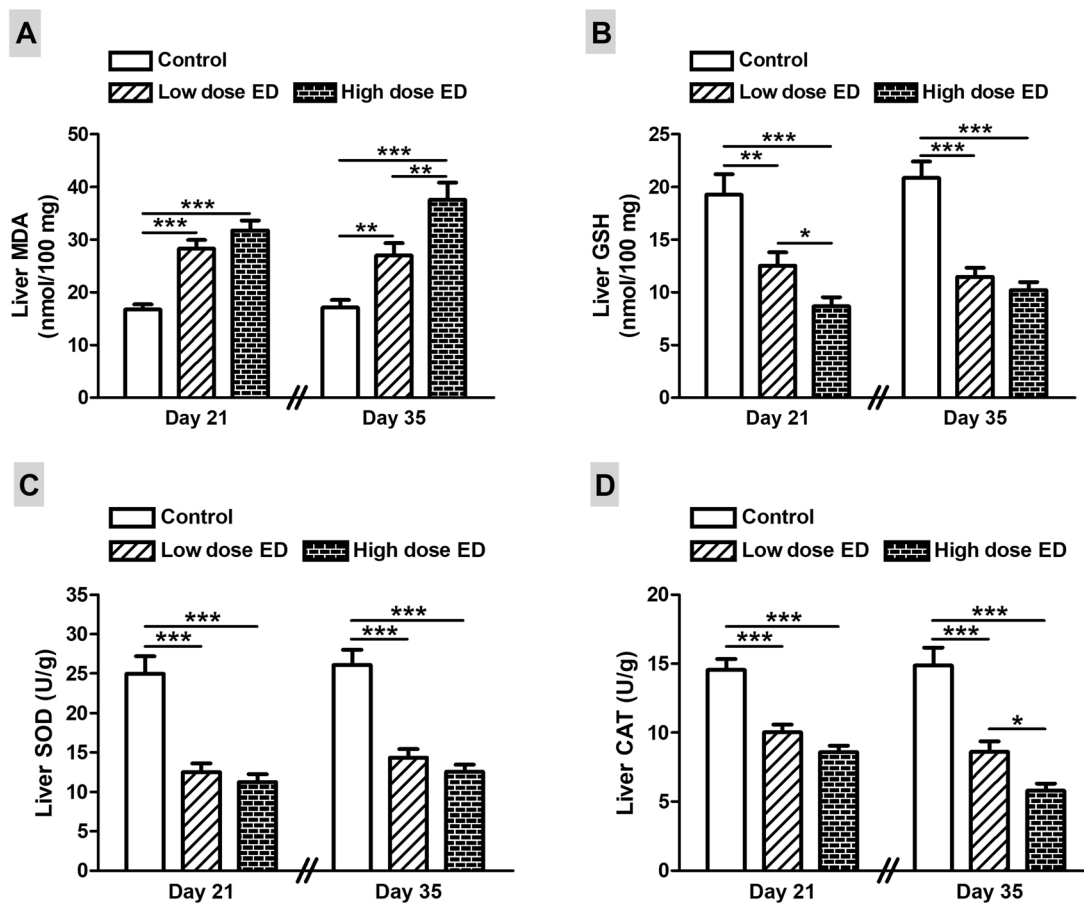 A
Control
Low dose ED
High dose ED
Liver MDA
(nmol/100 mg)
50
40
30
20
10
0
***
***
***
**
**
Day 21
Day 35
B
Control
Low dose ED
High dose ED
Liver GSH
(nmol/100 mg)
25
20
15
10
5
0
***
**
*
***
***
Day 21
Day 35
C
Control
Low dose ED
High dose ED
Liver SOD (U/g)
35
30
25
20
15
10
5
0
***
***
***
***
Day 21
Day 35
D
Control
Low dose ED
High dose ED
Liver CAT (U/g)
20
15
10
5
0
***
***
***
***
*
Day 21
Day 35